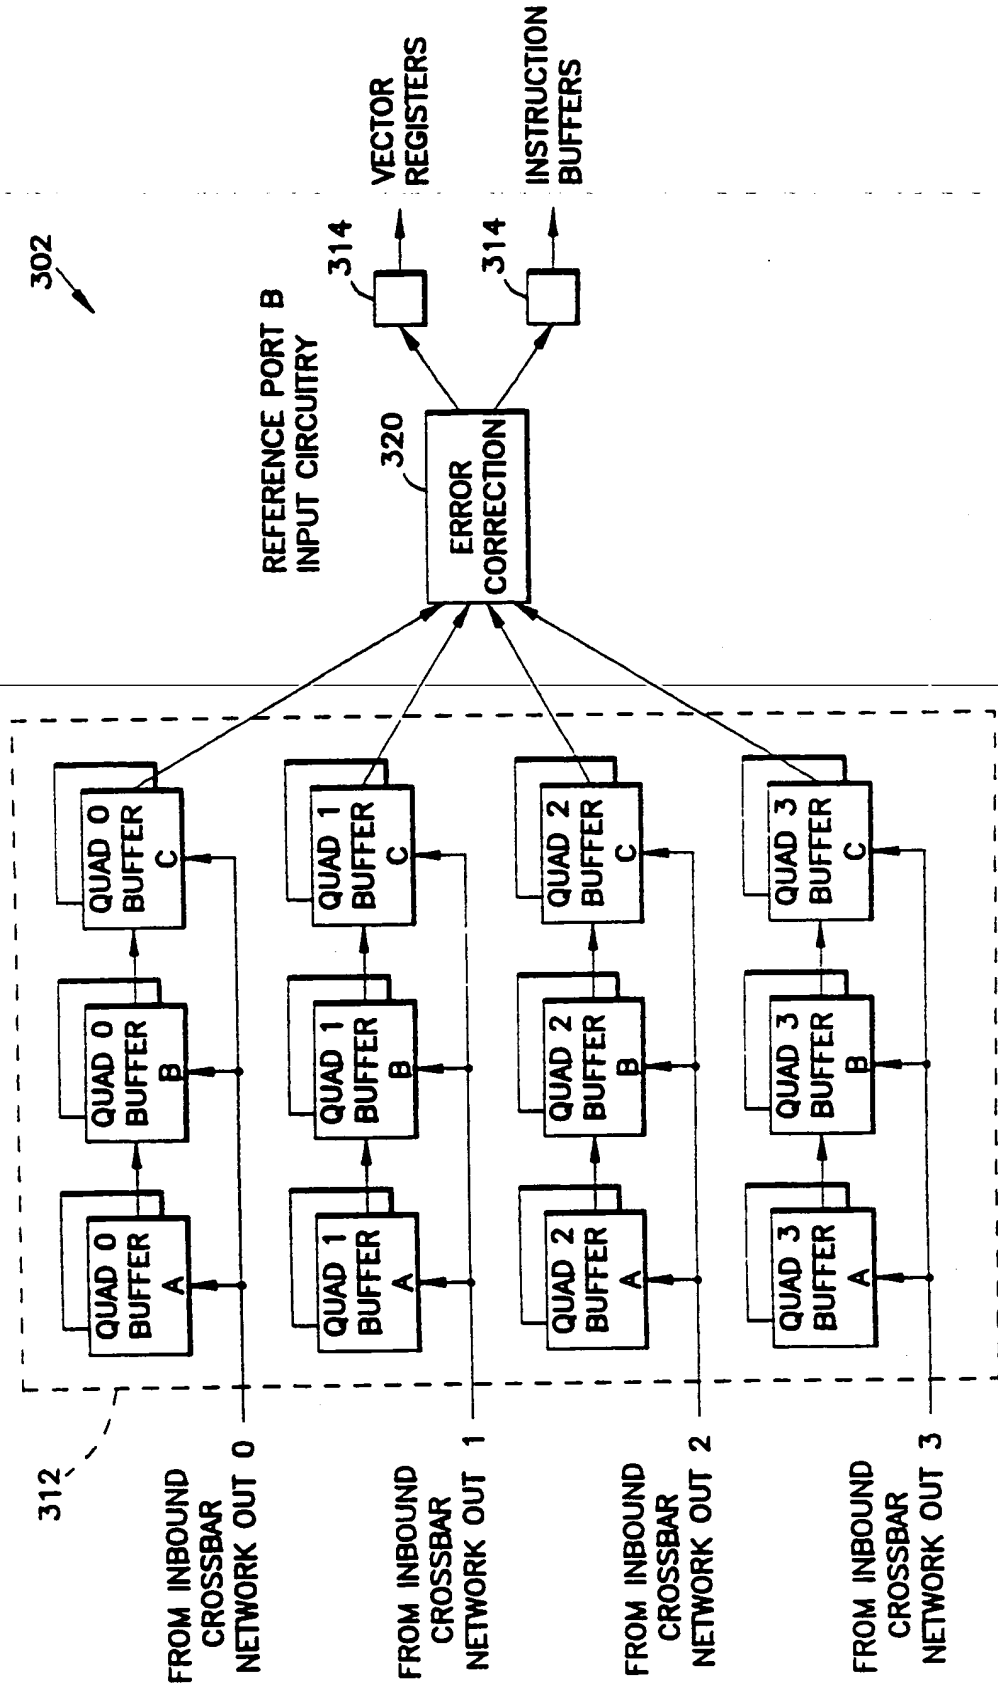 302
REFERENCE PORT B
INPUT CIRCUITRY
312
FROM INBOUND
CROSSBAR
NETWORK OUT 0
QUAD 0
BUFFER
A
QUAD 0
BUFFER
B
QUAD 0
BUFFER
C
FROM INBOUND
CROSSBAR
NETWORK OUT 1
QUAD 1
BUFFER
A
QUAD 1
BUFFER
B
QUAD 1
BUFFER
C
FROM INBOUND
CROSSBAR
NETWORK OUT 2
QUAD 2
BUFFER
A
QUAD 2
BUFFER
B
QUAD 2
BUFFER
C
FROM INBOUND
CROSSBAR
NETWORK OUT 3
QUAD 3
BUFFER
A
QUAD 3
BUFFER
B
QUAD 3
BUFFER
C
320
ERROR
CORRECTION
314
VECTOR
REGISTERS
314
INSTRUCTION
BUFFERS